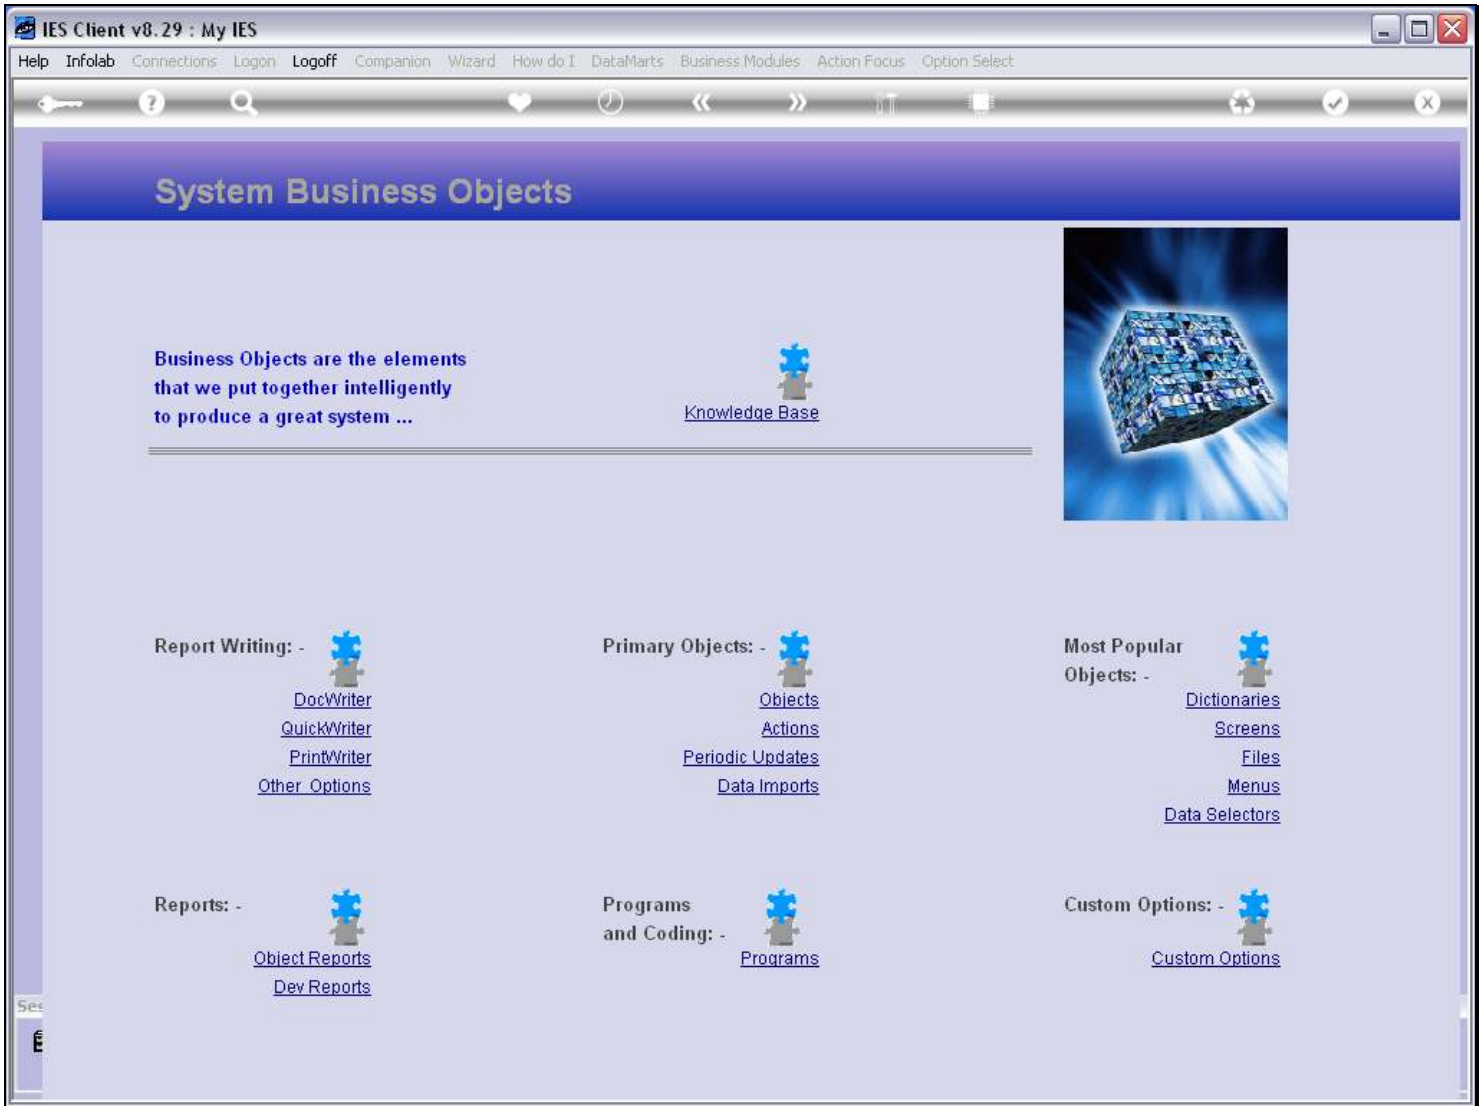 IES Client v8.29 : My IES
Help Infolab Connections Logon Logoff Companion Wizard How do I DataMarts Business Modules Action Focus Option Select
System Business Objects
Business Objects are the elements
that we put together intelligently
to produce a great system ...
Knowledge Base
Report Writing: -
DocWriter
QuickWriter
PrintWriter
Other Options
Primary Objects: -
Objects
Actions
Periodic Updates
Data Imports
Most Popular
Objects: -
Dictionaries
Screens
Files
Menus
Data Selectors
Reports: -
Object Reports
Dev Reports
Programs
and Coding: -
Programs
Custom Options: -
Custom Options